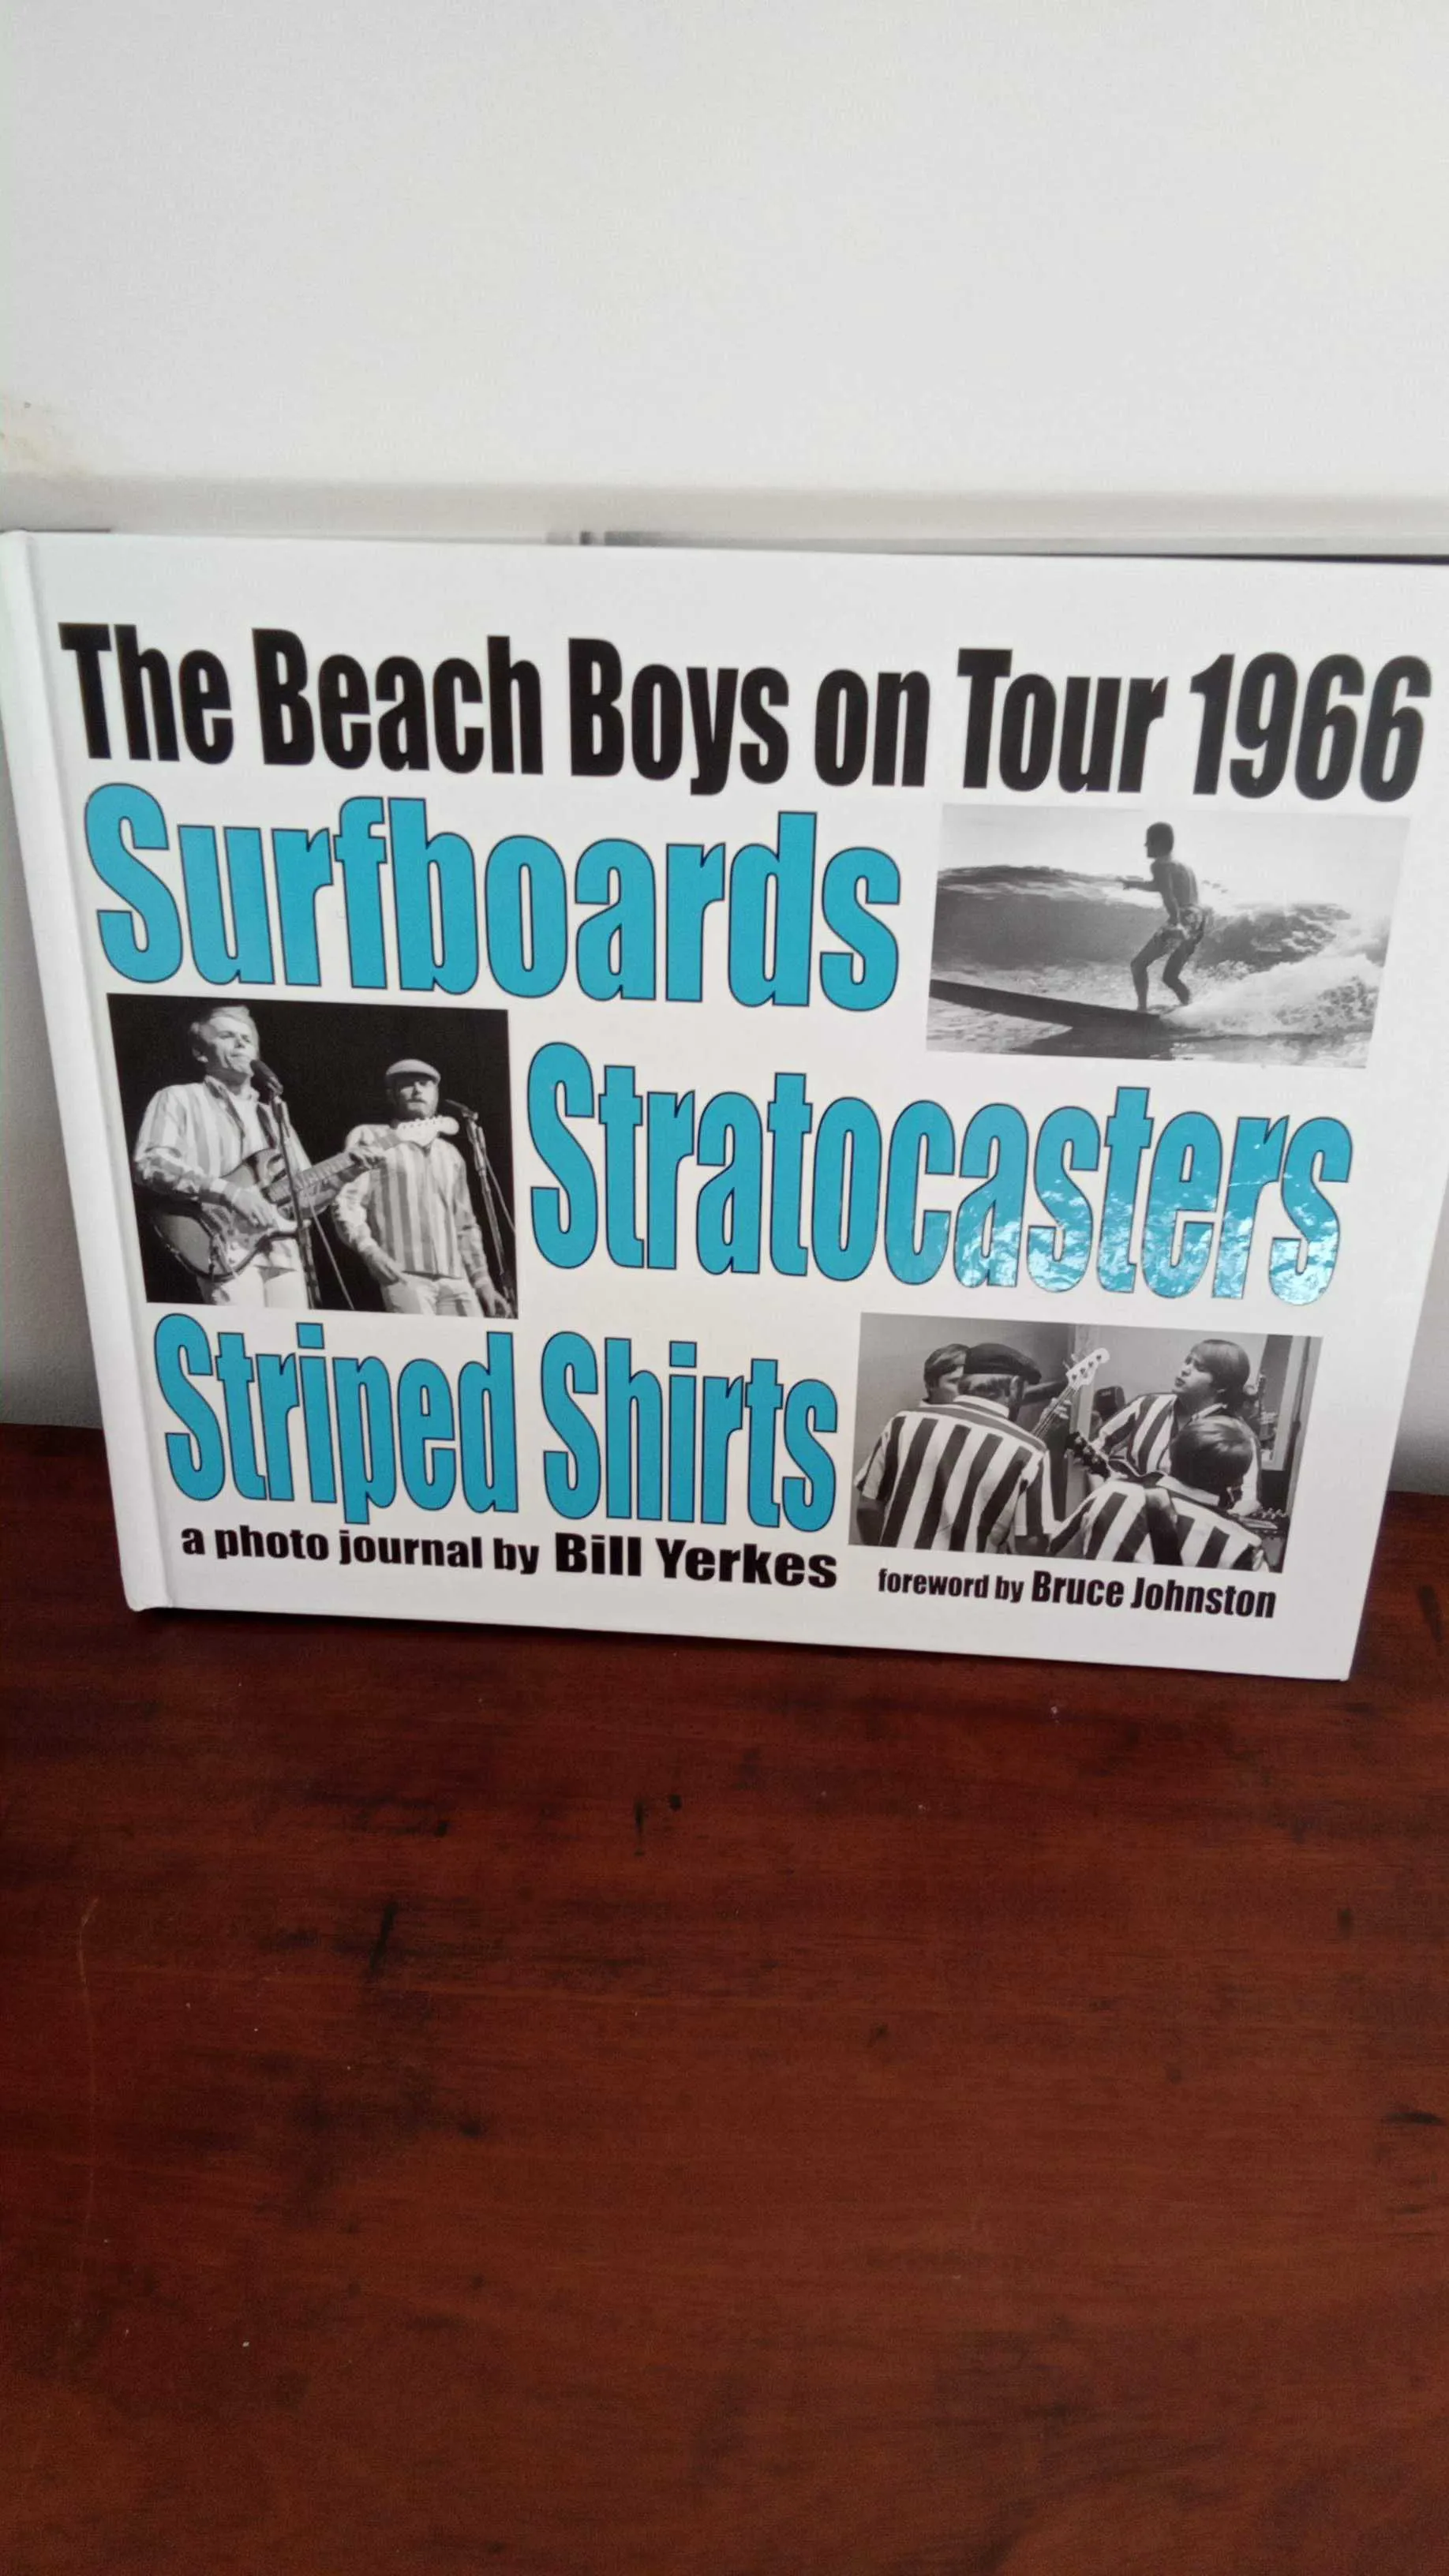 The Beach Boys on Tour 1966
Surfboards
Stratocasters
Striped Shirts
a photo journal by Bill Yerkes
foreword by Bruce Johnston